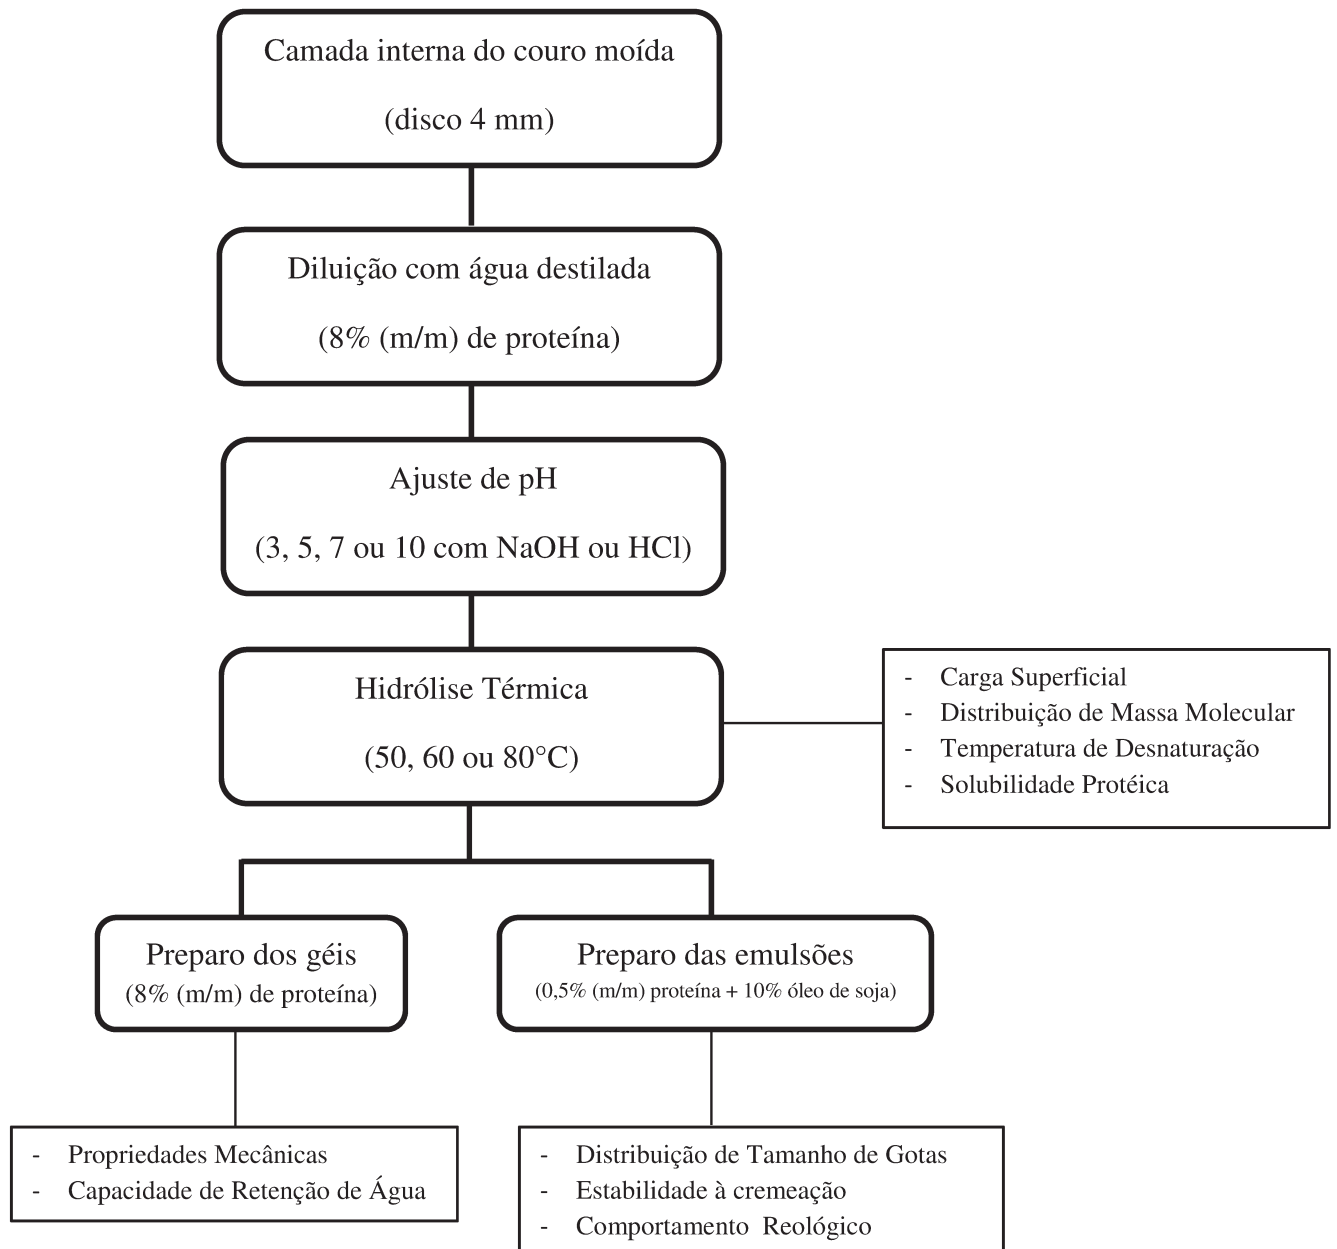 Camada interna do couro moída
(disco 4 mm)
Diluição com água destilada
(8% (m/m) de proteína)
Ajuste de pH
(3, 5, 7 ou 10 com NaOH ou HCl)
Hidrólise Térmica
(50, 60 ou 80°C)
- Carga Superficial
- Distribuição de Massa Molecular
- Temperatura de Desnaturação
- Solubilidade Protéica
Preparo dos géis
(8% (m/m) de proteína)
Preparo das emulsões
(0,5% (m/m) proteína + 10% óleo de soja)
- Propriedades Mecânicas
- Capacidade de Retenção de Água
- Distribuição de Tamanho de Gotas
- Estabilidade à cremeação
- Comportamento Reológico